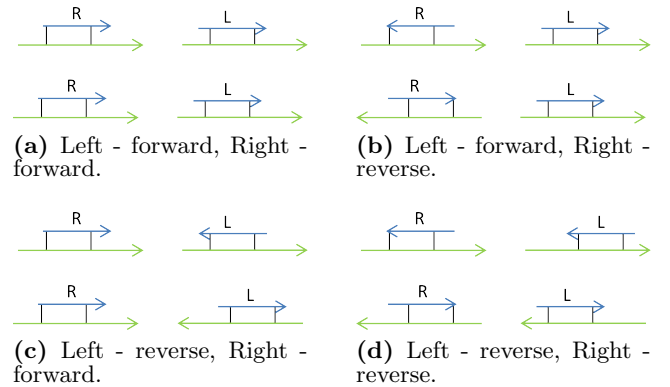 R L R L
R L R L
(a) Left - forward, Right - (b) Left - forward, Right -
forward. reverse.
R L R L
R L R L
(c) Left - reverse, Right - (d) Left - reverse, Right -
forward. reverse.